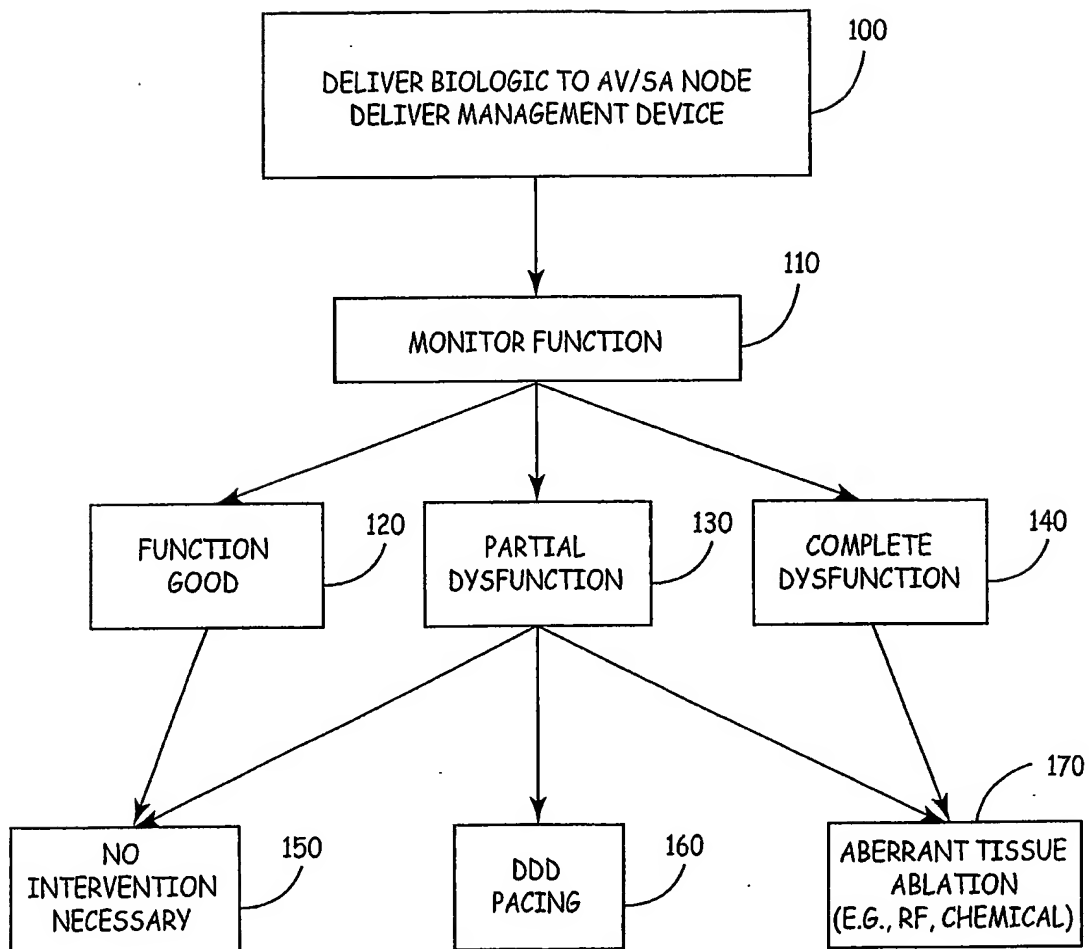 100
DELIVER BIOLOGIC TO AV/SA NODE
DELIVER MANAGEMENT DEVICE
110
MONITOR FUNCTION
120
FUNCTION
GOOD
130
PARTIAL
DYSFUNCTION
140
COMPLETE
DYSFUNCTION
150
NO
INTERVENTION
NECESSARY
160
DDD
PACING
170
ABERRANT TISSUE
ABLATION
(E.G., RF, CHEMICAL)